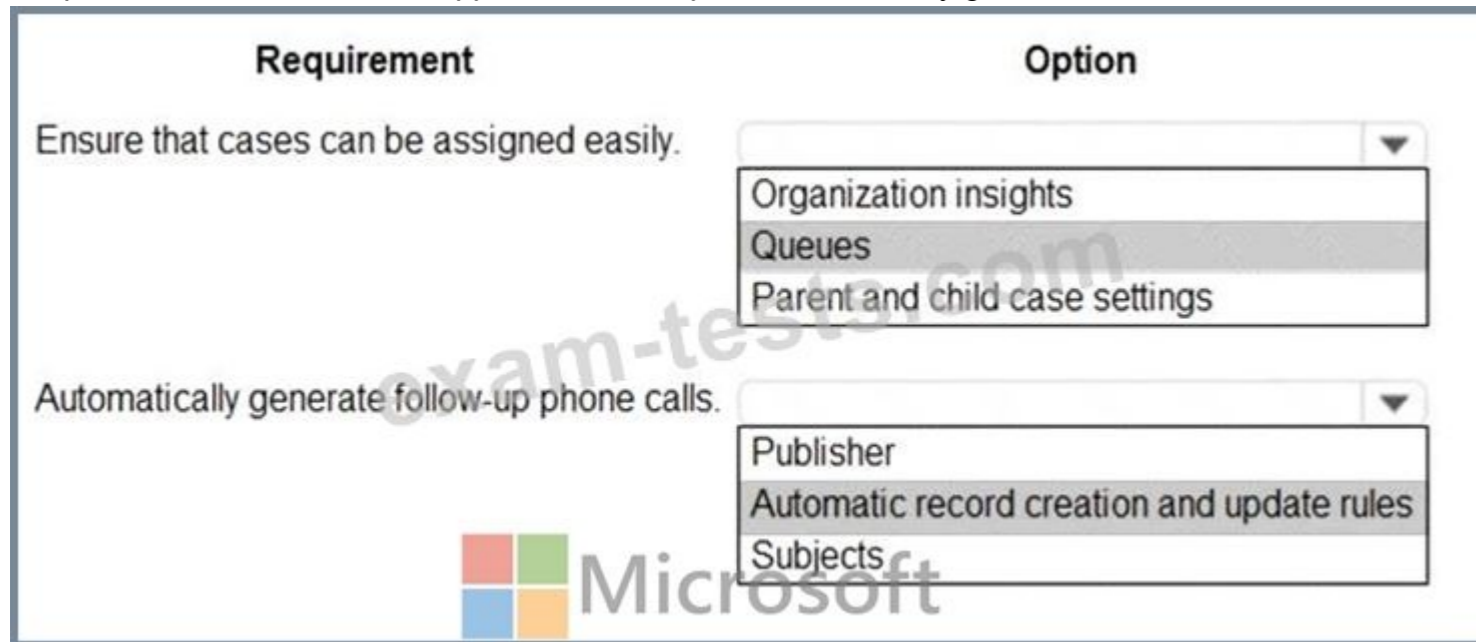 Requirement Option
Ensure that cases can be assigned easily.
Organization insights
Queues
Parent and child case settings
exam-tests.com
Automatically generate follow-up phone calls.
Publisher
Automatic record creation and update rules
Subjects
Microsoft